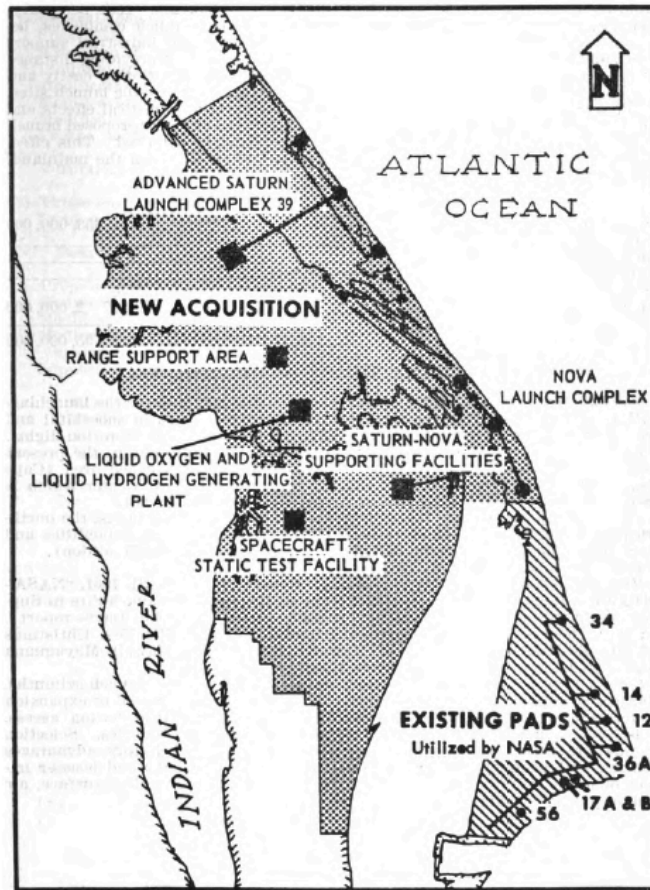 N
ATLANTIC
OCEAN
ADVANCED SATURN
LAUNCH COMPLEX 39
NEW ACQUISITION
RANGE SUPPORT AREA
NOVA
LAUNCH COMPLEX
SATURN-NOVA
SUPPORTING FACILITIES
LIQUID OXYGEN AND
LIQUID HYDROGEN GENERATING
PLANT
SPACECRAFT
STATIC TEST FACILITY
INDIAN RIVER
34
14
EXISTING PADS
12
Utilized by NASA
36A
17A & B
56